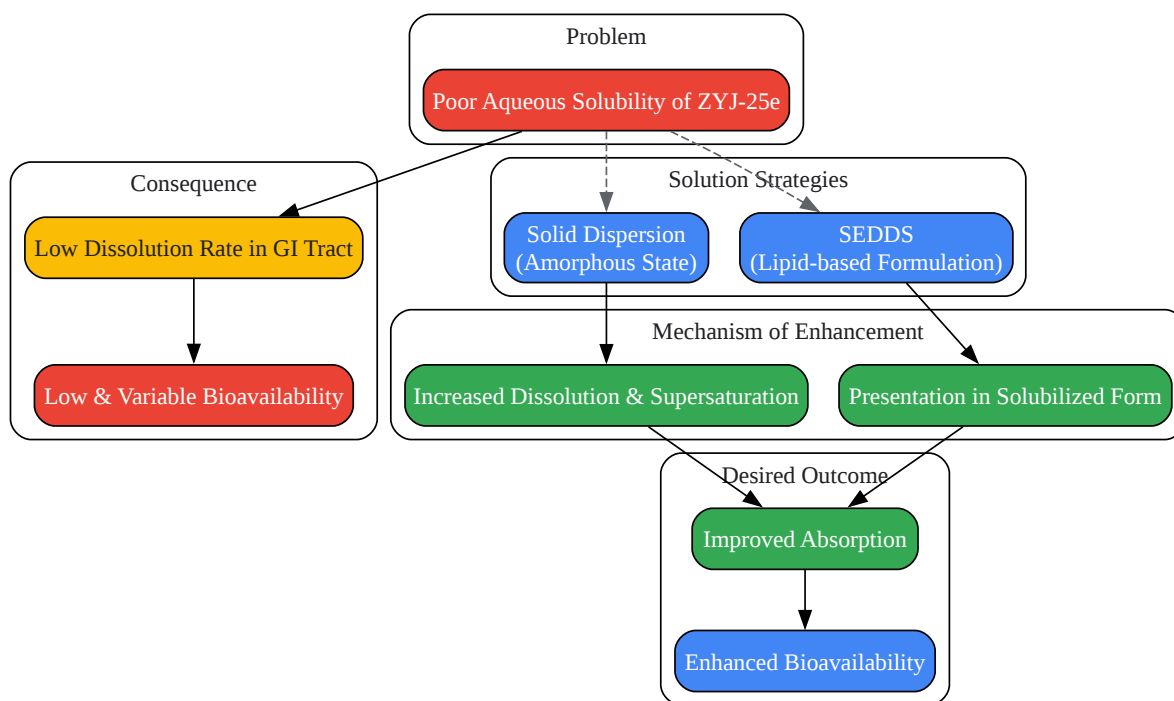 Problem
Poor Aqueous Solubility of ZYJ-25e
Consequence
Low Dissolution Rate in GI Tract
Low & Variable Bioavailability
Solution Strategies
Solid Dispersion
(Amorphous State)
SEDDS
(Lipid-based Formulation)
Mechanism of Enhancement
Increased Dissolution & Supersaturation
Presentation in Solubilized Form
Desired Outcome
Improved Absorption
Enhanced Bioavailability